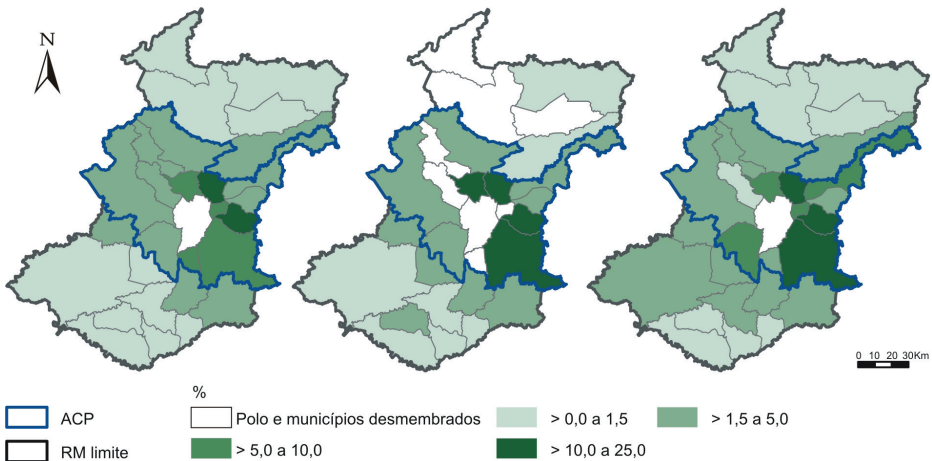 N
0 10 20 30Km
%
ACP
Polo e municípios desmembrados
> 0,0 a 1,5
> 1,5 a 5,0
RM limite
> 5,0 a 10,0
> 10,0 a 25,0